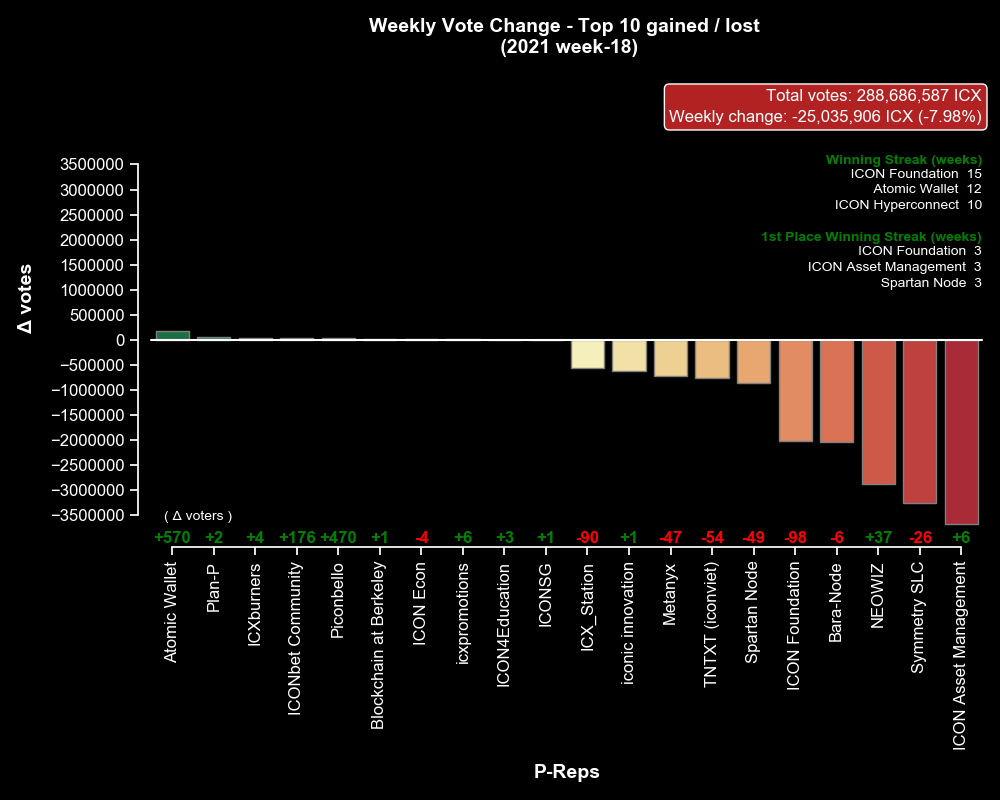 Weekly Vote Change - Top 10 gained / lost
(2021 week-18)
Total votes: 288,686,587 ICX
Weekly change: -25,035,906 ICX (-7.98%)
Winning Streak (weeks)
ICON Foundation 15
Atomic Wallet 12
ICON Hyperconnect 10
1st Place Winning Streak (weeks)
ICON Foundation 3
ICON Asset Management 3
Spartan Node 3
Δ votes
3500000
3000000
2500000
2000000
1500000
1000000
500000
0
−500000
−1000000
−1500000
−2000000
−2500000
−3000000
−3500000
( Δ voters )
+570 +2 +4 +176 +470 +1 -4 +6 +3 +1 -90 +1 -47 -54 -49 -98 -6 +37 -26 +6
Atomic Wallet
Plan-P
ICXburners
ICONbet Community
Piconbello
Blockchain at Berkeley
ICON Econ
icxpromotions
ICON4Education
ICONSG
ICX_Station
iconic innovation
Metanyx
TNTXT (iconviet)
Spartan Node
ICON Foundation
Bara-Node
NEOWIZ
Symmetry SLC
ICON Asset Management
P-Reps